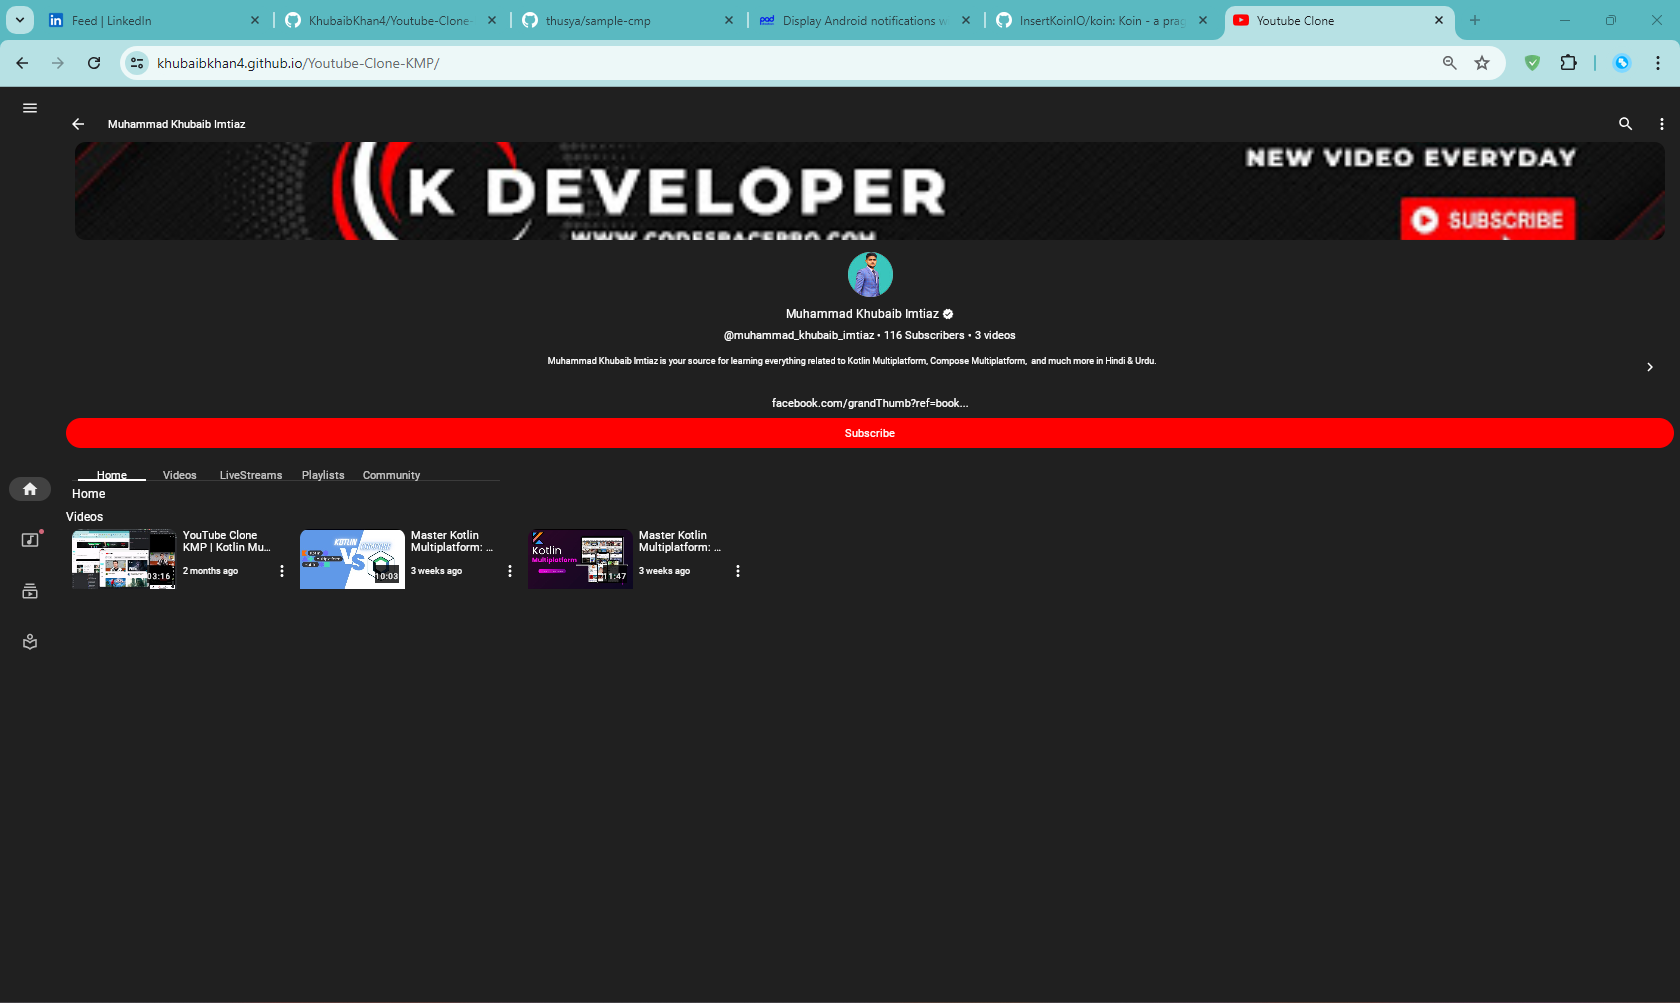 Feed | LinkedIn
KhubaibKhan4/Youtube-Clone-
thusya/sample-cmp
Display Android notifications w
InsertKoinIO/koin: Koin - a prag
Youtube Clone
khubaibkhan4.github.io/Youtube-Clone-KMP/
Muhammad Khubaib Imtiaz
NEW VIDEO EVERYDAY
K DEVELOPER
SUBSCRIBE
WWW.CODESPACEPRO.COM
Muhammad Khubaib Imtiaz
@muhammad_khubaib_imtiaz • 116 Subscribers • 3 videos
Muhammad Khubaib Imtiaz is your source for learning everything related to Kotlin Multiplatform, Compose Multiplatform, and much more in Hindi & Urdu.
facebook.com/grandThumb?ref=book...
Subscribe
Home Videos LiveStreams Playlists Community
Home
Videos
YouTube Clone
KMP | Kotlin Mu...
2 months ago
03:16
Master Kotlin
Multiplatform: ...
3 weeks ago
KOTLIN
VS
10:03
Master Kotlin
Multiplatform: ...
3 weeks ago
Kotlin
Multiplatform
11:47